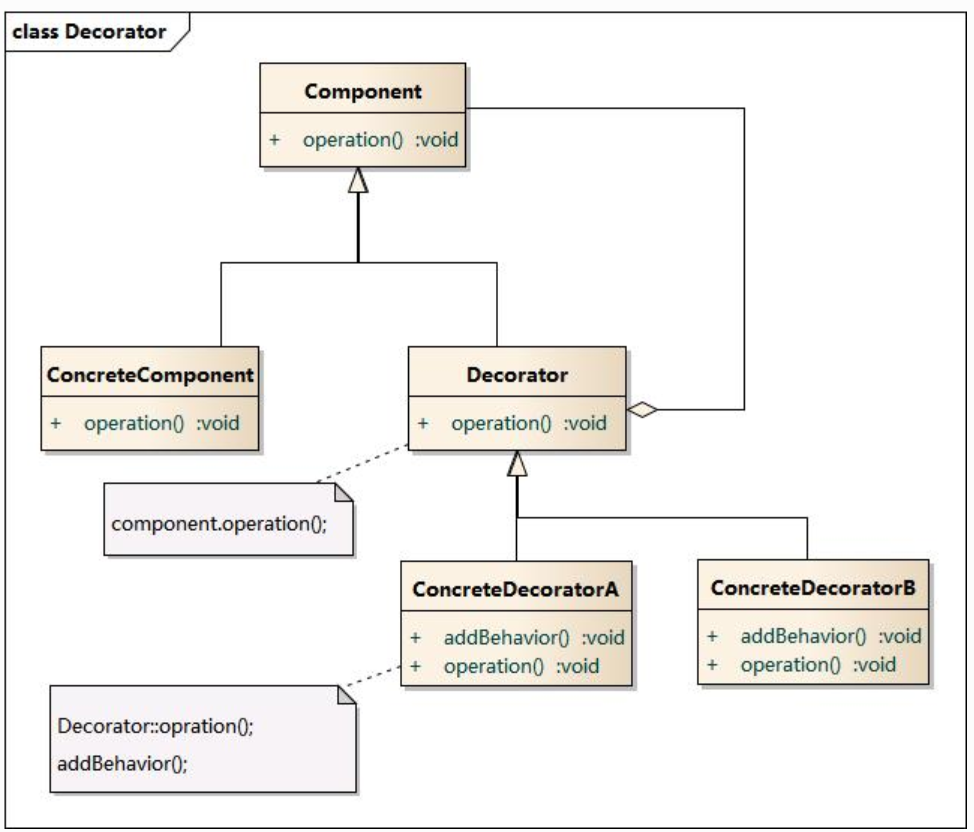 class Decorator
Component
+ operation() :void
ConcreteComponent
+ operation() :void
Decorator
+ operation() :void
component.operation();
ConcreteDecoratorA
+ addBehavior() :void
+ operation() :void
ConcreteDecoratorB
+ addBehavior() :void
+ operation() :void
Decorator::opration();
addBehavior();